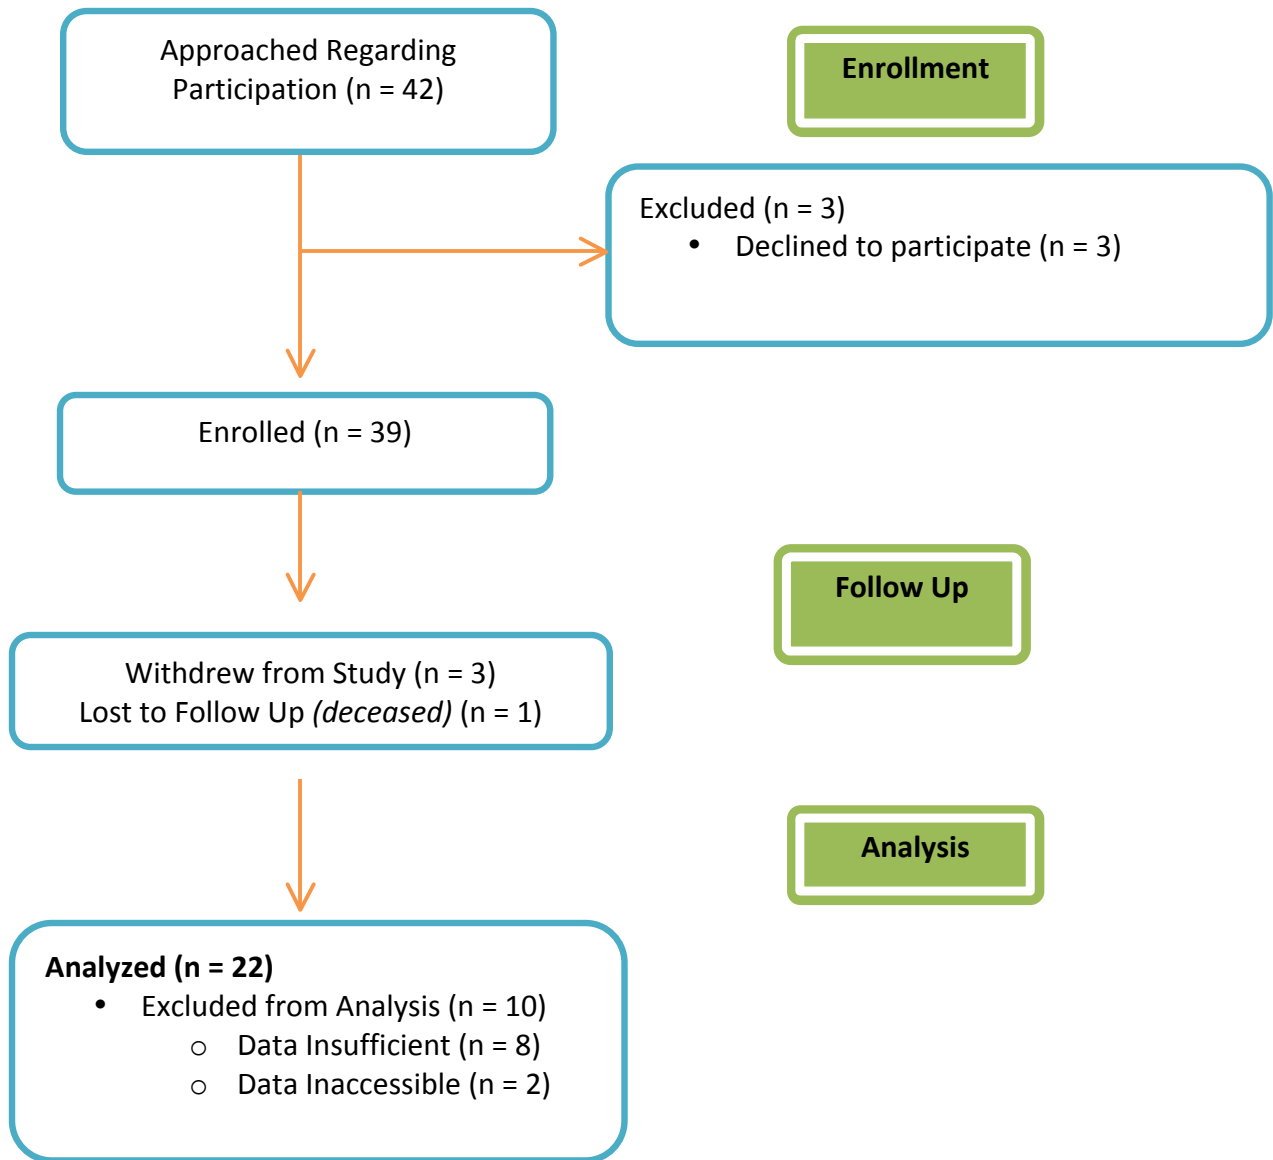 Approached Regarding
Participation (n = 42)
Enrollment
Excluded (n = 3)
• Declined to participate (n = 3)
Enrolled (n = 39)
Follow Up
Withdrew from Study (n = 3)
Lost to Follow Up (deceased) (n = 1)
Analysis
Analyzed (n = 22)
• Excluded from Analysis (n = 10)
o Data Insufficient (n = 8)
o Data Inaccessible (n = 2)